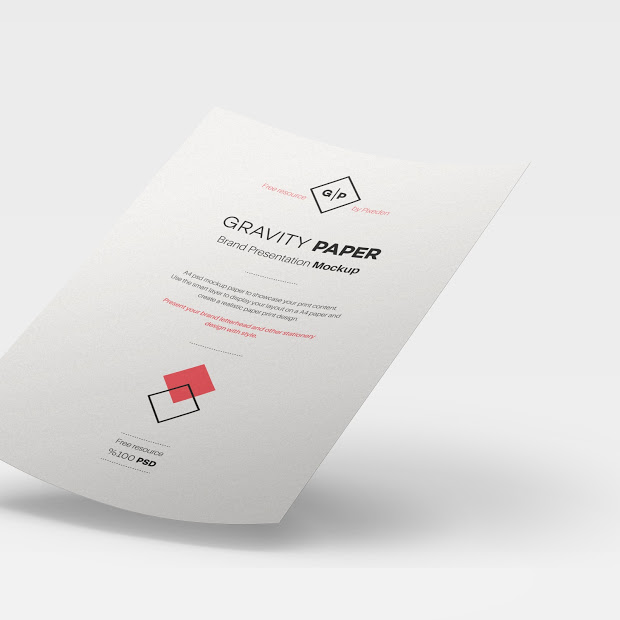 Free resource
G|P
by Pixeden
GRAVITY PAPER
Brand Presentation Mockup
A4 psd mockup paper to showcase your print content.
Use the smart layer to display your layout on a A4 paper and
create a realistic paper print design.
Present your brand letterhead and other stationery
design with style.
Free resource
%100 PSD